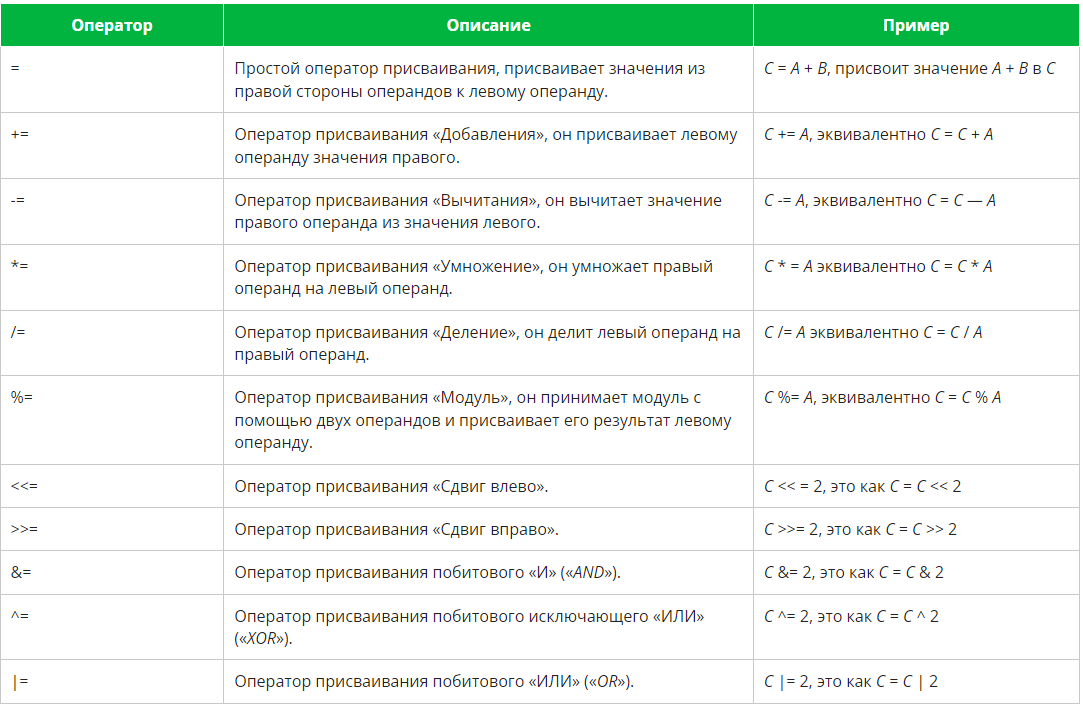 Оператор Описание Пример
= Простой оператор присваивания, присваивает значения из C = A + B, присвоит значение A + B в C
правой стороны операндов к левому операнду.
+= Оператор присваивания «Добавления», он присваивает левому C += A, эквивалентно C = C + A
операнду значения правого.
-= Оператор присваивания «Вычитания», он вычитает значение C -= A, эквивалентно C = C — A
правого операнда из значения левого.
*= Оператор присваивания «Умножение», он умножает правый C * = A эквивалентно C = C * A
операнд на левый операнд.
/= Оператор присваивания «Деление», он делит левый операнд на C /= A эквивалентно C = C / A
правый операнд.
%= Оператор присваивания «Модуль», он принимает модуль с C %= A, эквивалентно C = C % A
помощью двух операндов и присваивает его результат левому
операнду.
<<= Оператор присваивания «Сдвиг влево». C << = 2, это как C = C << 2
>>= Оператор присваивания «Сдвиг вправо». C >>= 2, это как C = C >> 2
&= Оператор присваивания побитового «И» («AND»). C &= 2, это как C = C & 2
^= Оператор присваивания побитового исключающего «ИЛИ» C ^= 2, это как C = C ^ 2
(«XOR»).
|= Оператор присваивания побитового «ИЛИ» («OR»). C |= 2, это как C = C | 2